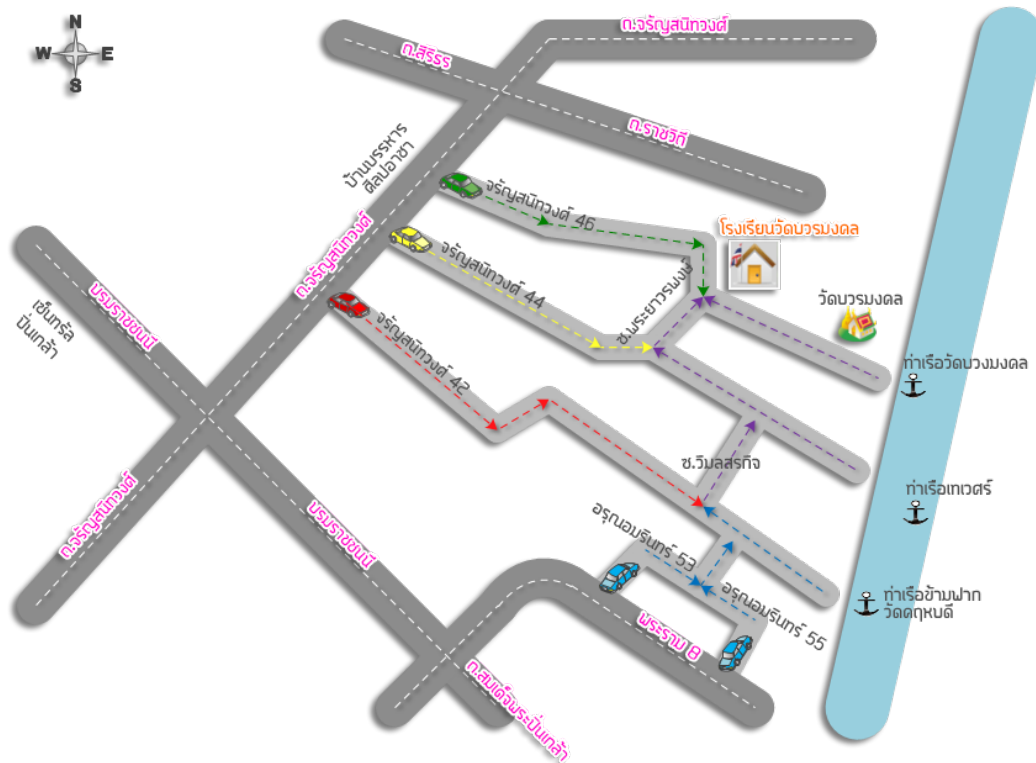 N
W E
S
ถ.จรัญสนิทวงศ์
ถ.สิรินธร
ถ.ราชวิถี
บ้านบรรหาร
ศิลปอาชา
จรัญสนิทวงศ์ 46
โรงเรียนวัดบวรมงคล
ถ.จรัญสนิทวงศ์
บรมราชชนนี
เซ็นทรัล
ปิ่นเกล้า
จรัญสนิทวงศ์ 44
ซ.พระยาวรพงษ์
วัดบวรมงคล
จรัญสนิทวงศ์ 42
ท่าเรือวัดบวงมงคล
ซ.วิมลสรกิจ
ท่าเรือเทเวศร์
ถ.จรัญสนิทวงศ์
บรมราชชนนี
อรุณอมรินทร์ 53
อรุณอมรินทร์ 55
ท่าเรือข้ามฟาก
วัดคฤหบดี
พระราม 8
ถ.สมเด็จพระปิ่นเกล้า